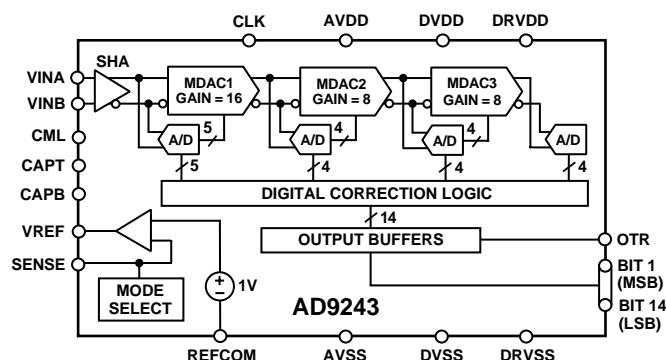 CLK AVDD DVDD DRVDD
SHA
VINA
VINB
MDAC1
GAIN = 16
MDAC2
GAIN = 8
MDAC3
GAIN = 8
CML
A/D
5
A/D
4
A/D
4
A/D
CAPT
5
4
4
4
CAPB
DIGITAL CORRECTION LOGIC
14
VREF
OUTPUT BUFFERS
OTR
SENSE
BIT 1
(MSB)
MODE
SELECT
1V
AD9243
BIT 14
(LSB)
REFCOM AVSS DVSS DRVSS